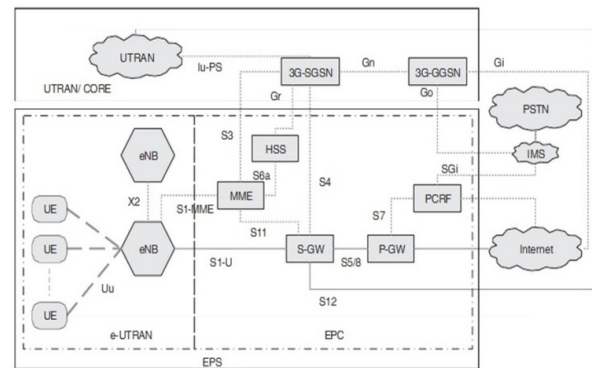 UTRAN
Iu-PS
3G-SGSN
Gn
3G-GGSN
Gi
UTRAN/ CORE
Gr
Go
PSTN
S3
HSS
IMS
eNB
S6a
S4
SGi
X2
S1-MME
MME
PCRF
UE
S11
S7
UE
eNB
S1-U
S-GW
S5/8
P-GW
Internet
Uu
S12
UE
e-UTRAN
EPC
EPS